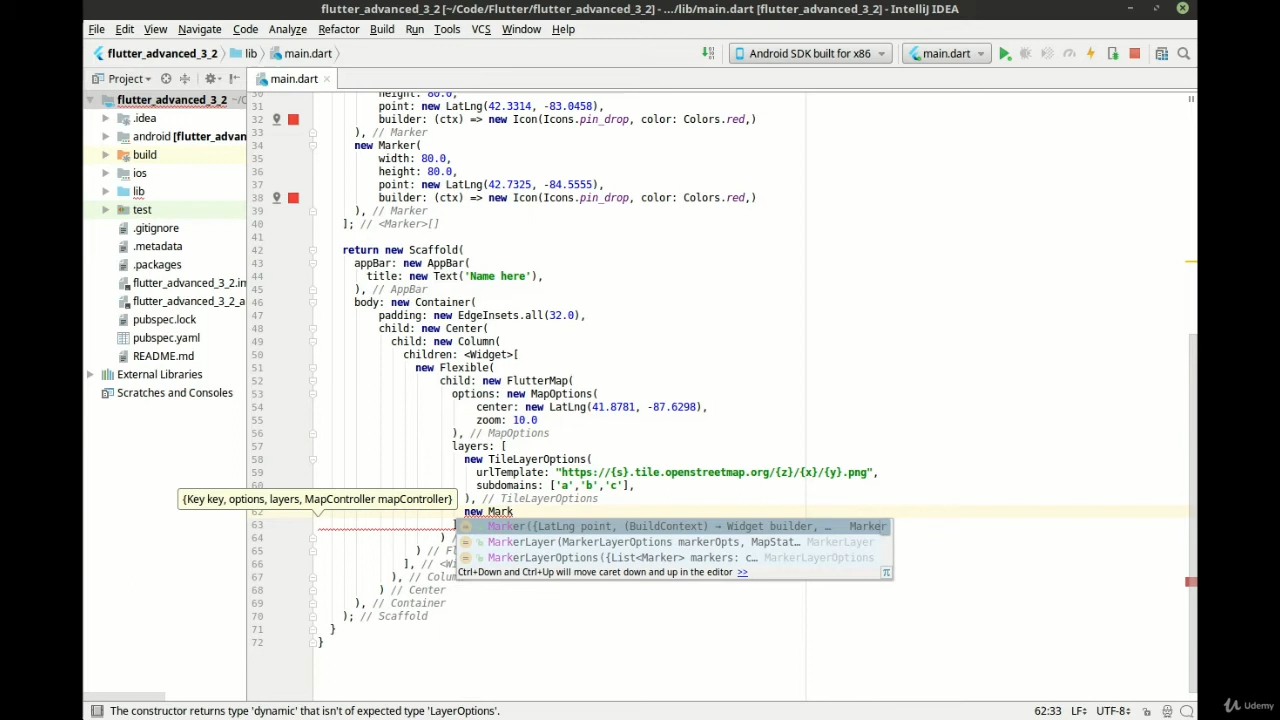 flutter_advanced_3_2 [~/Code/Flutter/flutter_advanced_3_2] - .../lib/main.dart [flutter_advanced_3_2] - IntelliJ IDEA
File Edit View Navigate Code Analyze Refactor Build Run Tools VCS Window Help
flutter_advanced_3_2 lib main.dart Android SDK built for x86 main.dart
Project main.dart
flutter_advanced_3_2 ~/C
.idea
android [flutter_advan
build
ios
lib
test
.gitignore
.metadata
.packages
flutter_advanced_3_2.im
flutter_advanced_3_2_a
pubspec.lock
pubspec.yaml
README.md
External Libraries
Scratches and Consoles
30 height: 80.0,
31 point: new LatLng(42.3314, -83.0458),
32 builder: (ctx) => new Icon(Icons.pin_drop, color: Colors.red,)
33 ), // Marker
34 new Marker(
35 width: 80.0,
36 height: 80.0,
37 point: new LatLng(42.7325, -84.5555),
38 builder: (ctx) => new Icon(Icons.pin_drop, color: Colors.red,)
39 ), // Marker
40 ]; // <Marker>[]
41
42 return new Scaffold(
43 appBar: new AppBar(
44 title: new Text('Name here'),
45 ), // AppBar
46 body: new Container(
47 padding: new EdgeInsets.all(32.0),
48 child: new Center(
49 child: new Column(
50 children: <Widget>[
51 new Flexible(
52 child: new FlutterMap(
53 options: new MapOptions(
54 center: new LatLng(41.8781, -87.6298),
55 zoom: 10.0
56 ), // MapOptions
57 layers: [
58 new TileLayerOptions(
59 urlTemplate: "https://{s}.tile.openstreetmap.org/{z}/{x}/{y}.png",
60 subdomains: ['a','b','c'],
{Key key, options, layers, MapController mapController}
), // TileLayerOptions
62 new Mark
63 ]
Marker({LatLng point, (BuildContext) → Widget builder, … Marker
MarkerLayer(MarkerLayerOptions markerOpts, MapStat… MarkerLayer
MarkerLayerOptions({List<Marker> markers: c… MarkerLayerOptions
Ctrl+Down and Ctrl+Up will move caret down and up in the editor >> π
64 ) /
65 ) // Fl
66 ], // <Wi
67 ), // Colum
68 ) // Center
69 ), // Container
70 ); // Scaffold
71 }
72 }
The constructor returns type 'dynamic' that isn't of expected type 'LayerOptions'. 62:33 LF÷ UTF-8÷
Udemy